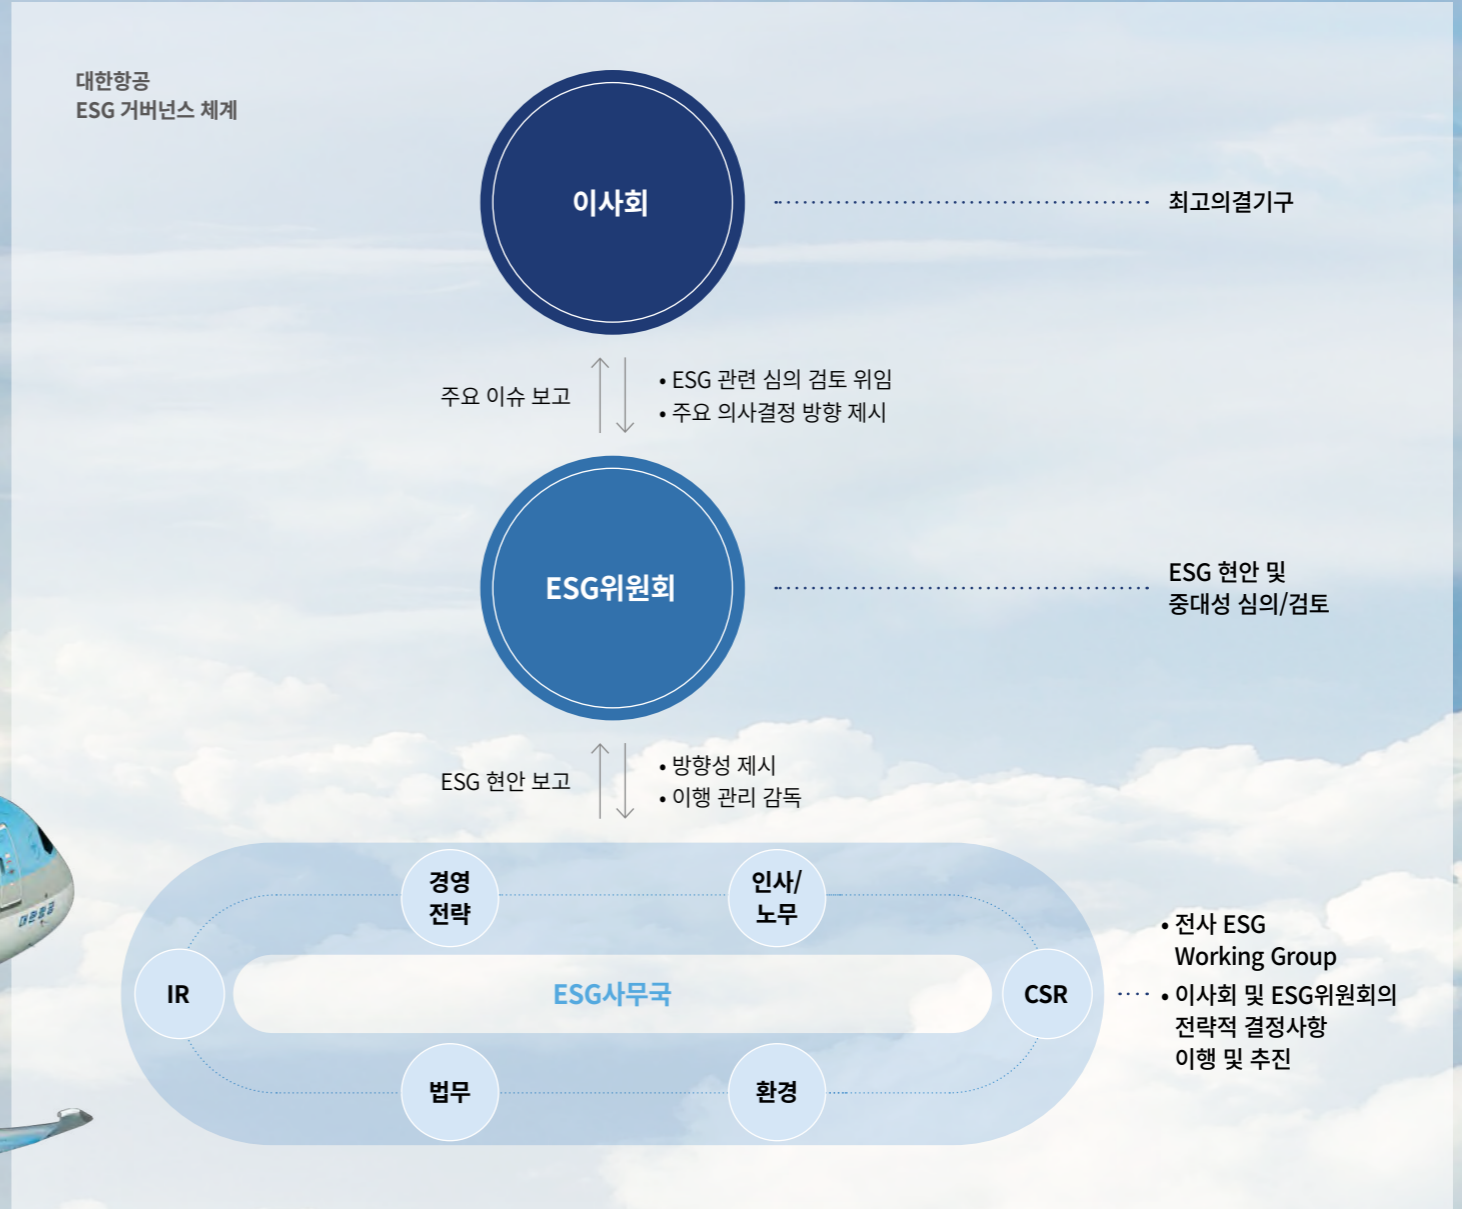 대한항공
ESG 거버넌스 체계
이사회
최고의결기구
주요 이슈 보고
• ESG 관련 심의 검토 위임
• 주요 의사결정 방향 제시
ESG위원회
ESG 현안 및
중대성 심의/검토
ESG 현안 보고
• 방향성 제시
• 이행 관리 감독
경영
전략
인사/
노무
IR
ESG사무국
CSR
법무
환경
• 전사 ESG
Working Group
• 이사회 및 ESG위원회의
전략적 결정사항
이행 및 추진
대한항공